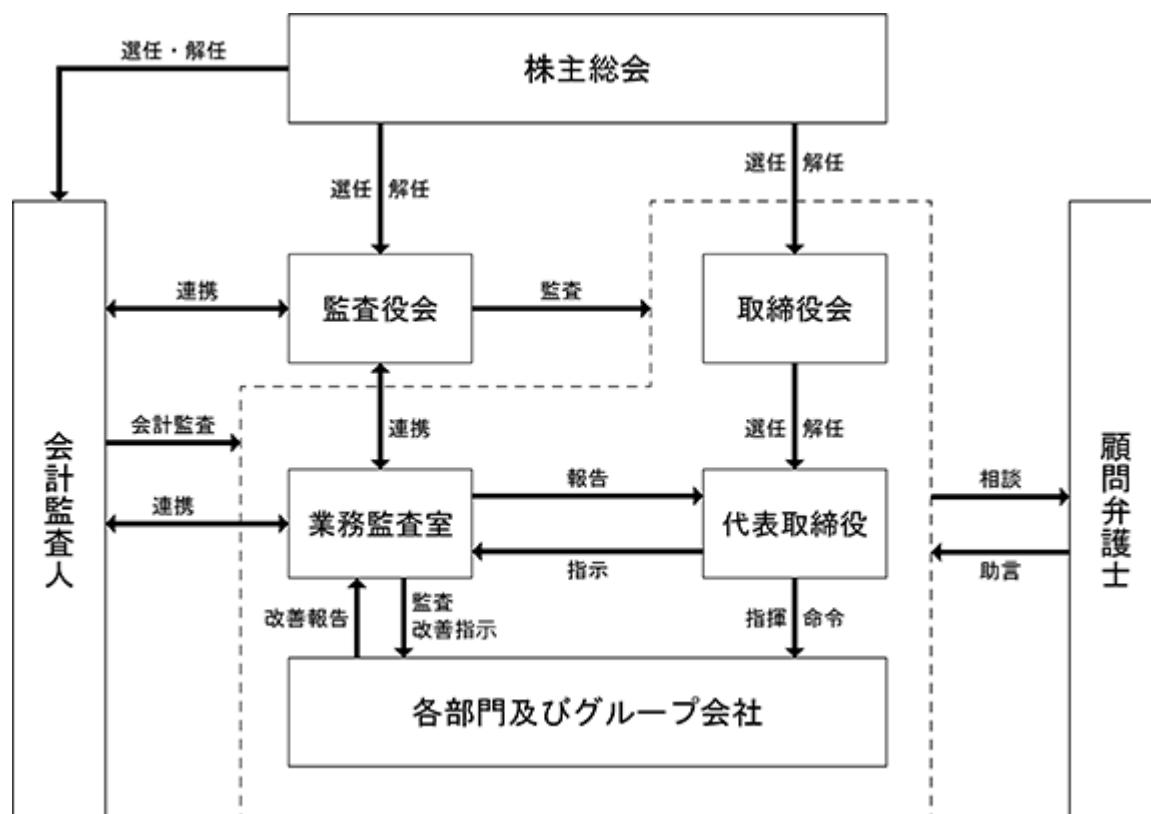 選任・解任
株主総会
選任 解任
選任 解任
連携
監査役会
監査
取締役会
会計監査
連携
選任 解任
会計監査人
連携
業務監査室
報告
指示
代表取締役
相談
助言
顧問弁護士
改善報告
監査
改善指示
指揮 命令
各部門及びグループ会社